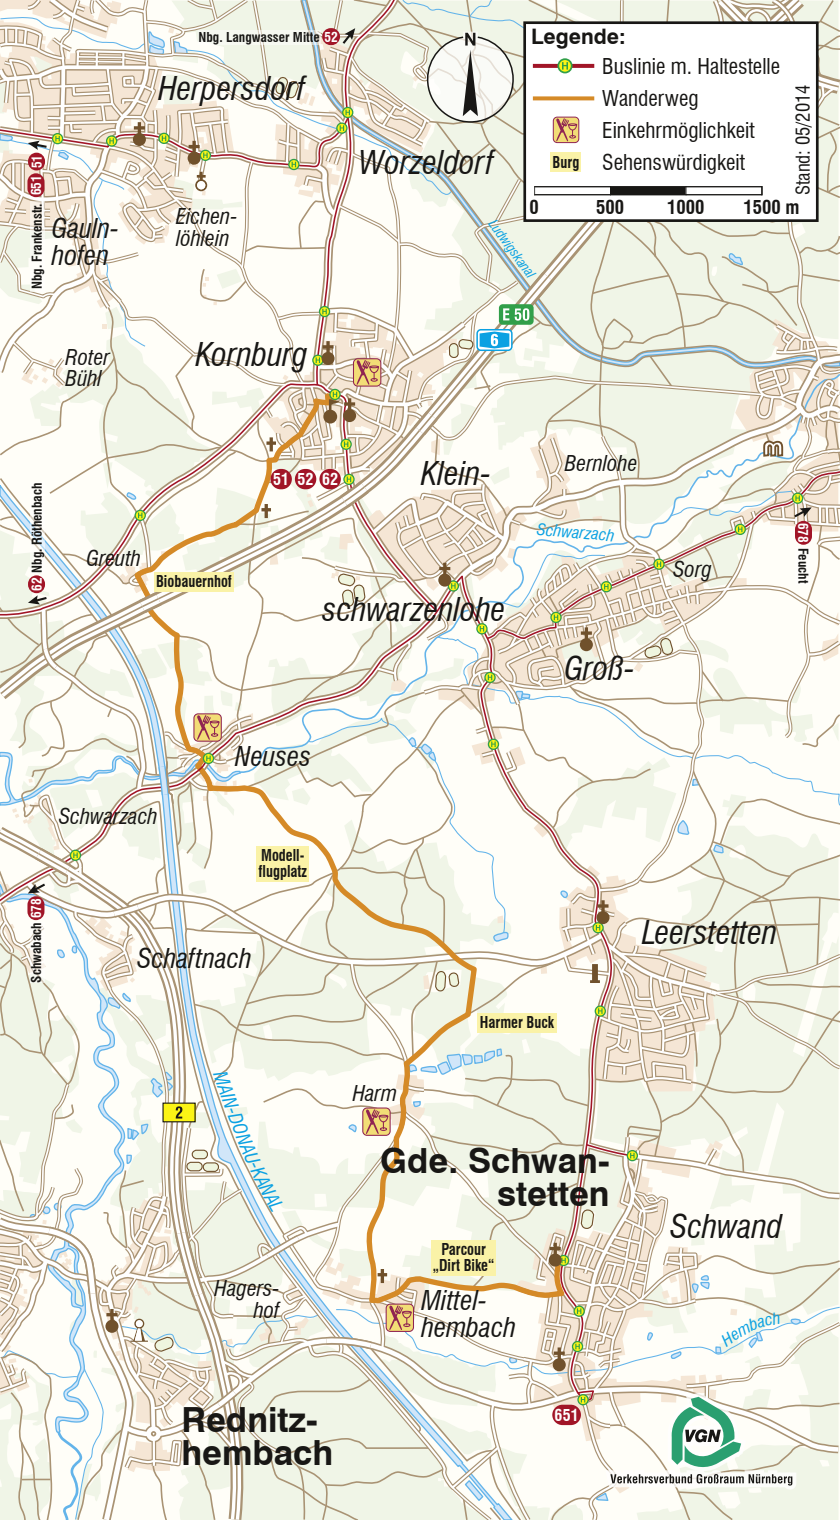 Nbg. Langwasser Mitte 52
N
Legende:
H Buslinie m. Haltestelle
Wanderweg
Einkehrmöglichkeit
Burg Sehenswürdigkeit
0 500 1000 1500 m
Stand: 05/2014
Herpersdorf
Worzeldorf
651 51
Nbg. Frankenstr.
Gauln-
hofen
Eichen-
löhlein
Ludwigskanal
E 50
6
Kornburg
Roter
Bühl
51 52 62
Klein-
Bernlohe
Schwarzach
62 Nbg. Röthenbach
Greuth
Biobauernhof
678 Feucht
Sorg
schwarzenlohe
Groß-
Neuses
Schwarzach
Modell-
flugplatz
Schwabach 678
Schaftnach
Leerstetten
Harmer Buck
Harm
2
MAIN-DONAU-KANAL
Gde. Schwan-
stetten
Schwand
Parcour
„Dirt Bike“
Hagers-
hof
Mittel-
hembach
Hembach
651
Rednitz-
hembach
VGN
Verkehrsverbund Großraum Nürnberg